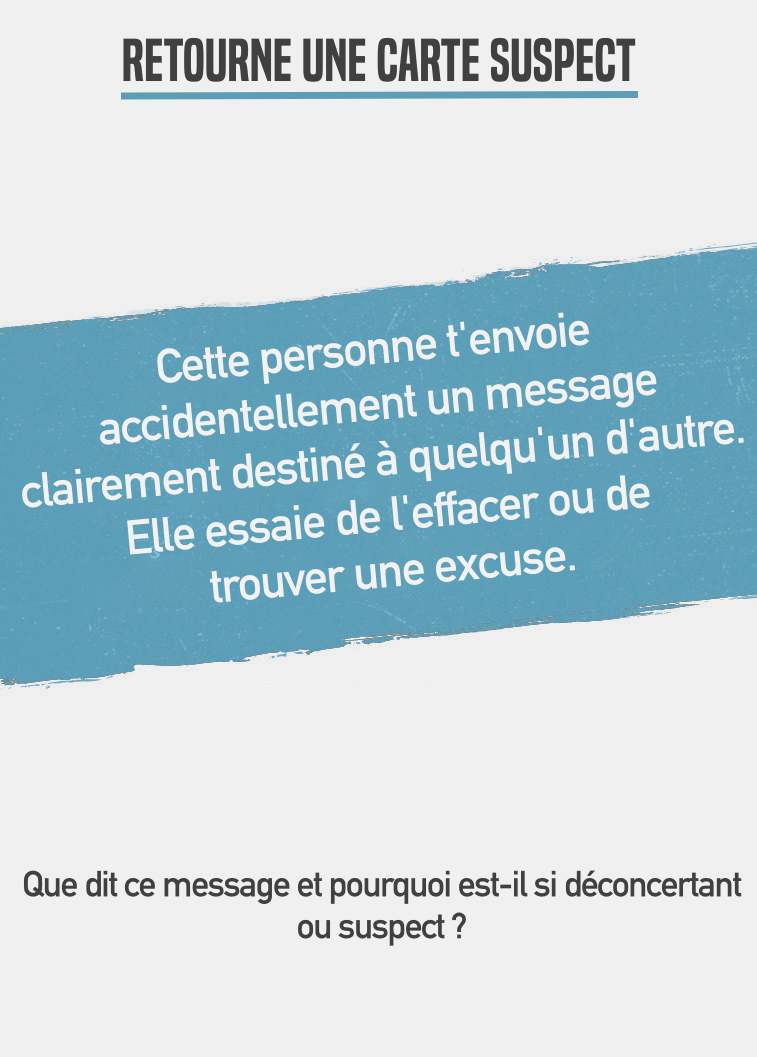 RETOURNE UNE CARTE SUSPECT
Cette personne t'envoie
accidentellement un message
clairement destiné à quelqu'un d'autre.
Elle essaie de l'effacer ou de
trouver une excuse.
Que dit ce message et pourquoi est-il si déconcertant
ou suspect ?